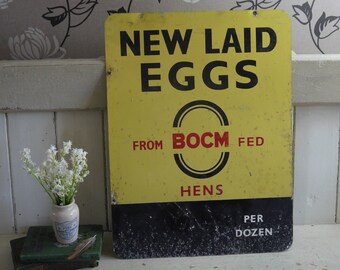 NEW LAID
EGGS
FROM BOCM FED
HENS
PER
DOZEN